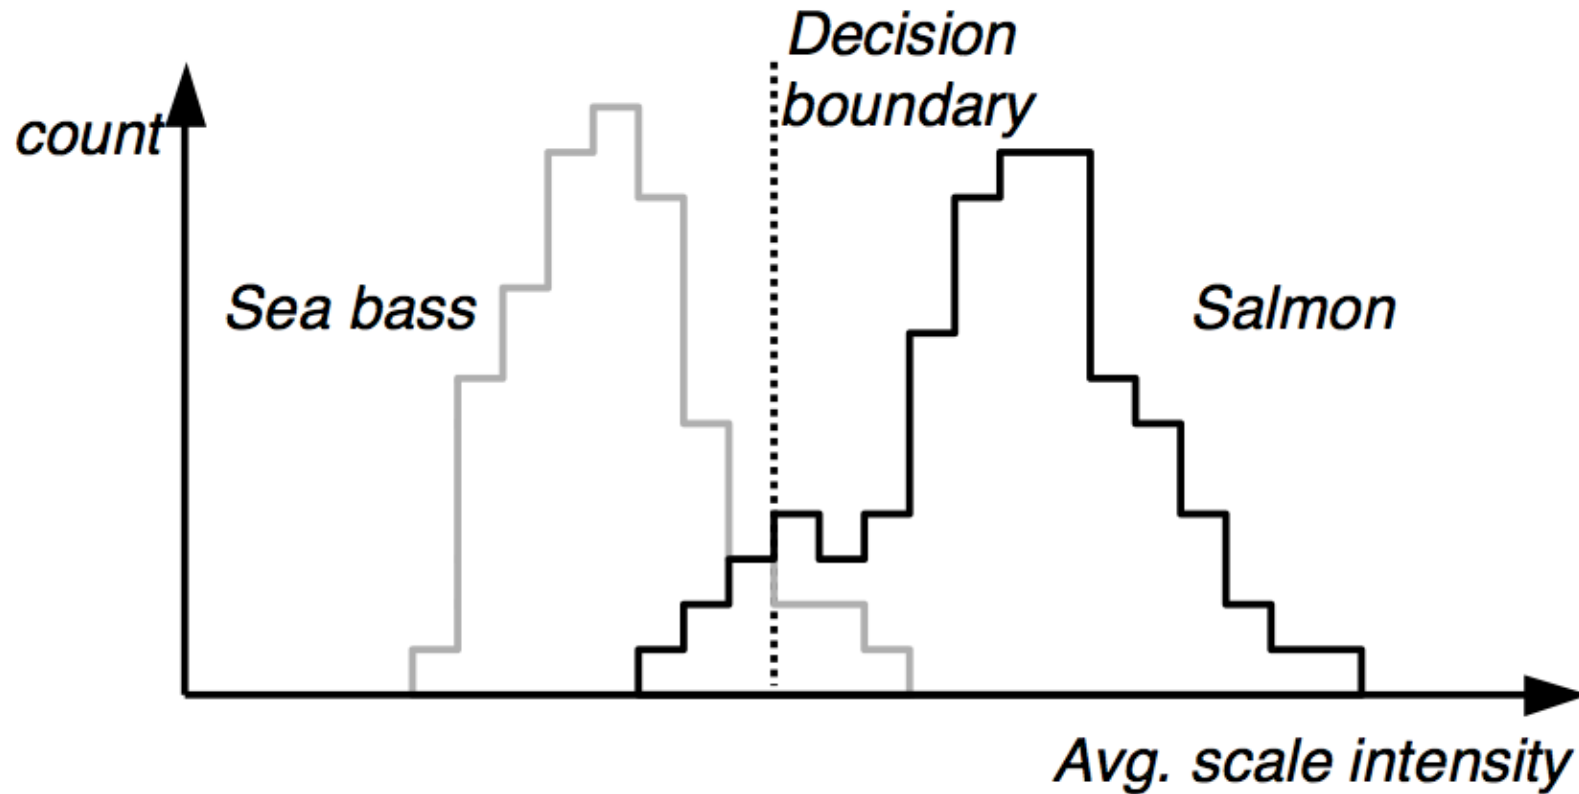 Decision
boundary
count
Sea bass
Salmon
Avg. scale intensity